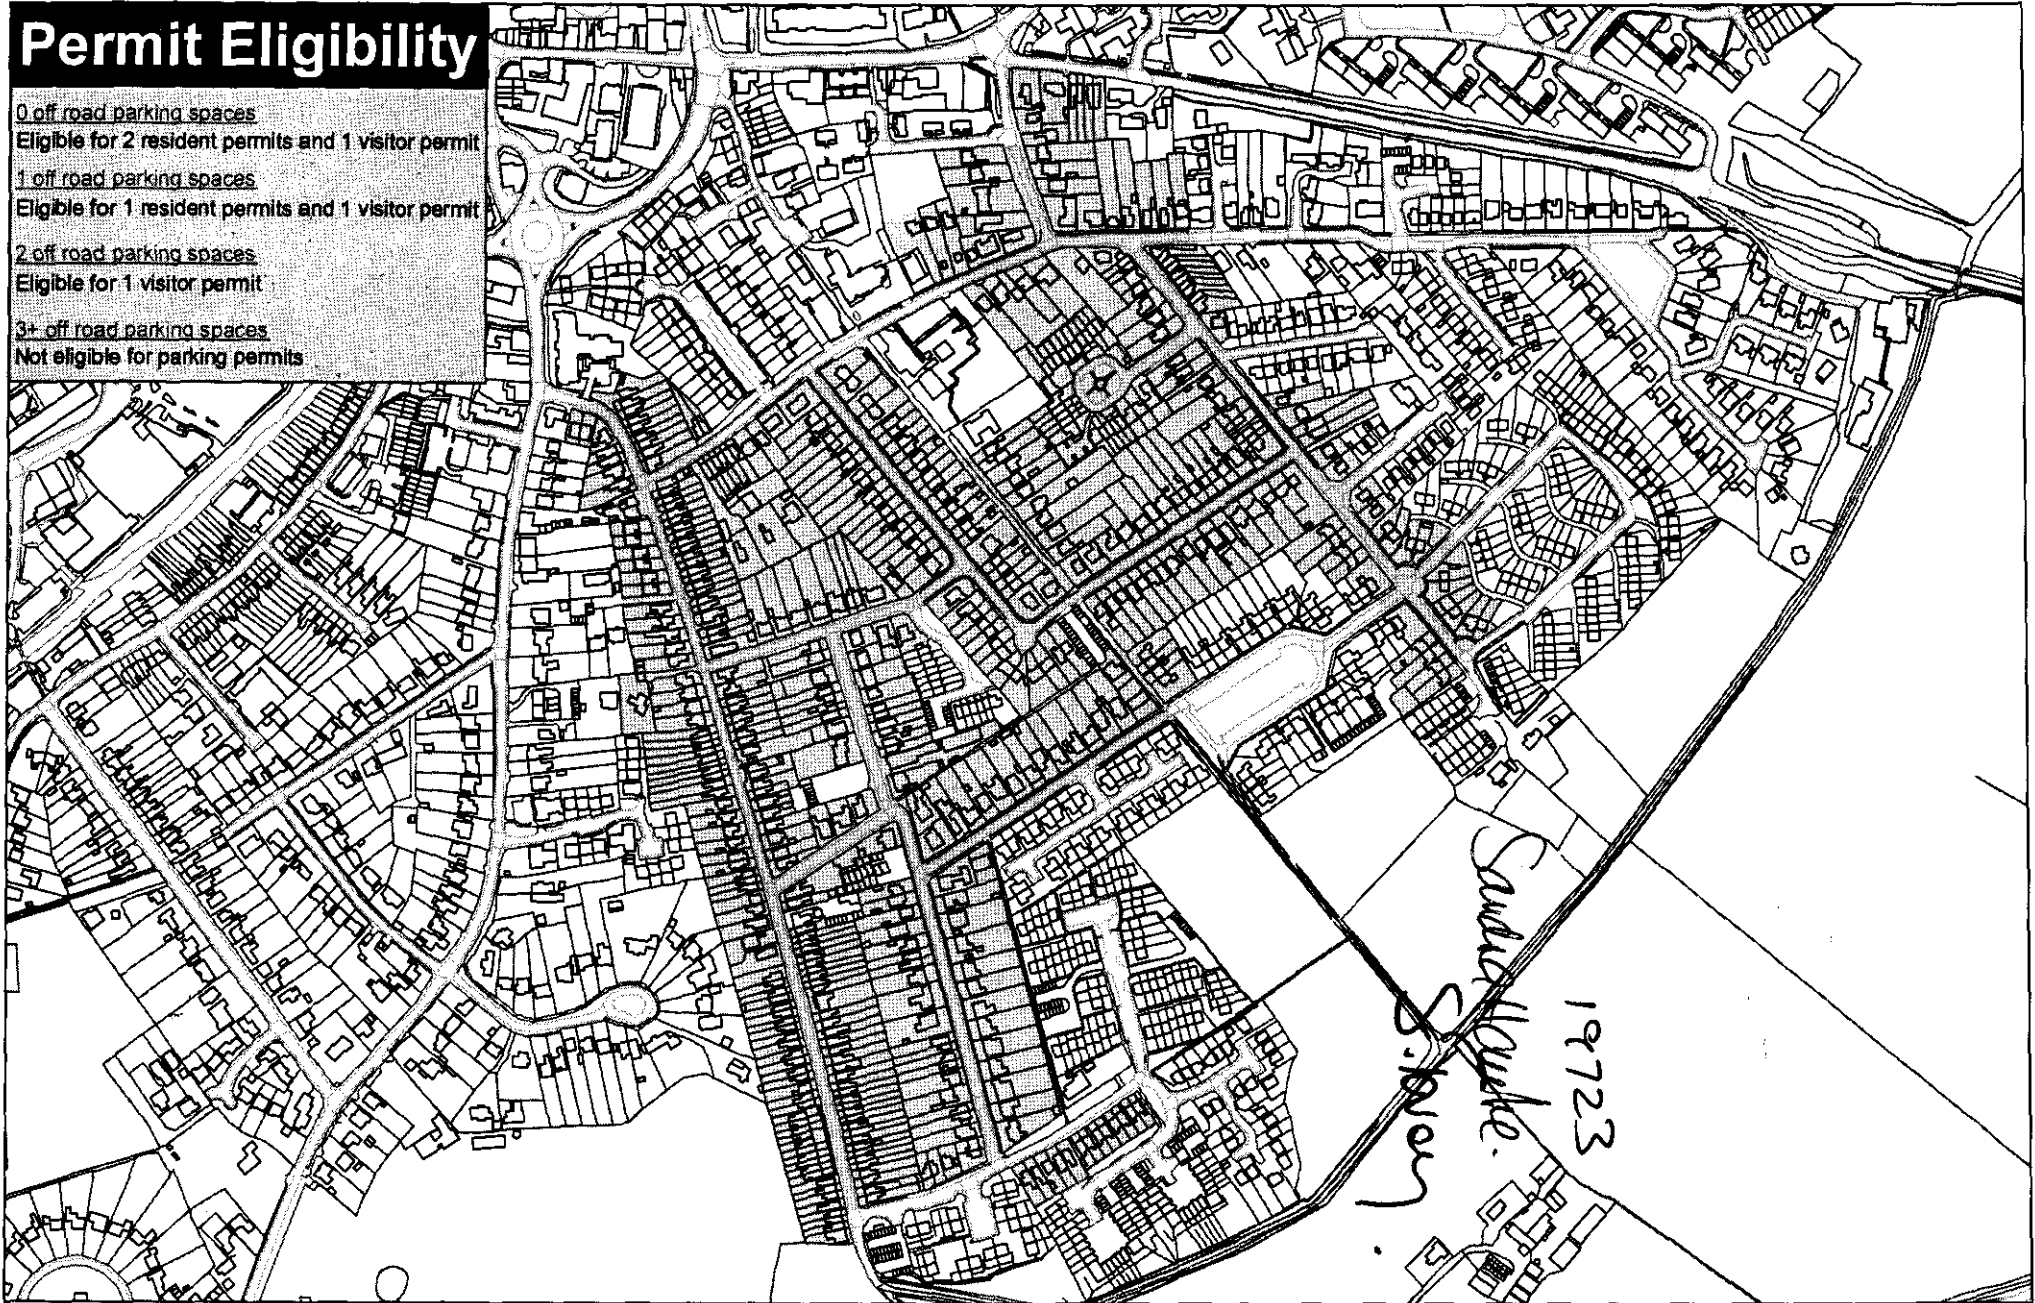 Permit Eligibility
0 off road parking spaces
Eligible for 2 resident permits and 1 visitor permit
1 off road parking spaces
Eligible for 1 resident permits and 1 visitor permit
2 off road parking spaces
Eligible for 1 visitor permit
3+ off road parking spaces
Not eligible for parking permits
19723